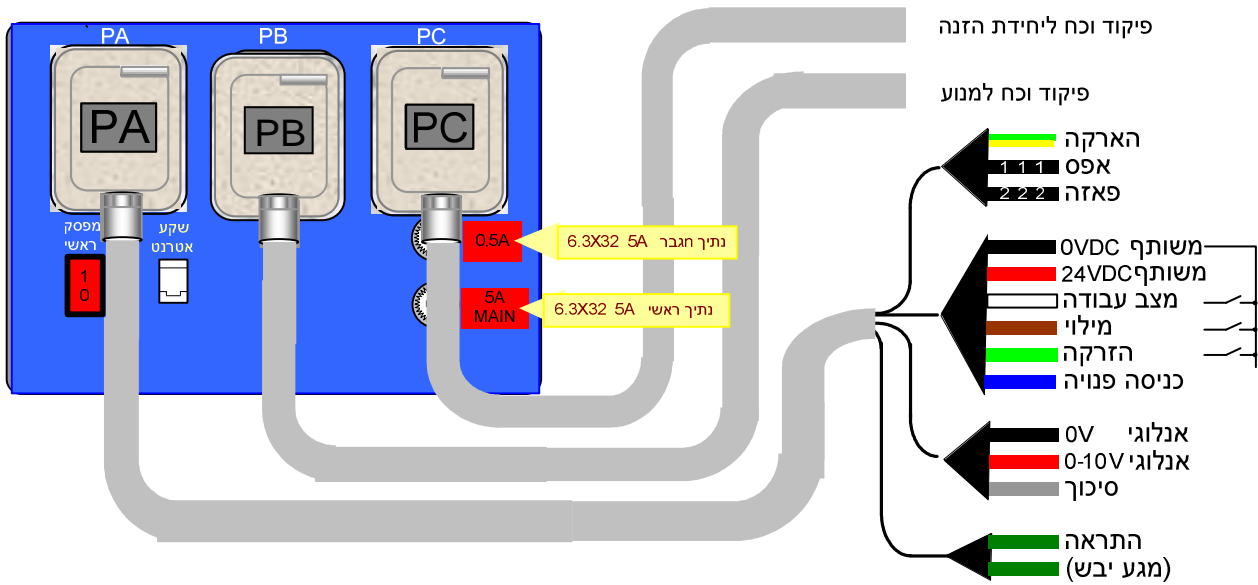 PA PB PC
PA PB PC
מפסק
ראשי
שקע
אטרנט
1
0
0.5A
נתיך חגבר 6.3X32 5A
5A
MAIN
נתיך ראשי 6.3X32 5A
פיקוד וכח ליחידת הזנה
פיקוד וכח למנוע
הארקה
1 1 1 אפס
2 2 2 פאזה
משותף 0VDC
משותף 24VDC
מצב עבודה
מילוי
הזרקה
כניסה פנויה
אנלוגי 0V
אנלוגי 0-10V
סיכוך
התראה
(מגע יבש)